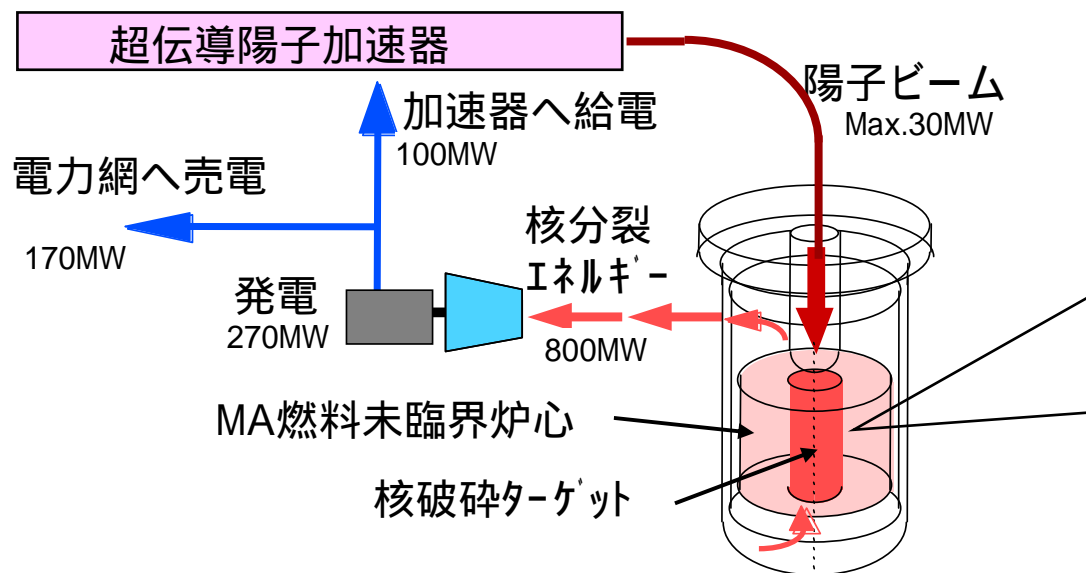 超伝導陽子加速器
陽子ビーム
Max.30MW
加速器へ給電
100MW
電力網へ売電
170MW
核分裂
エネルギー
800MW
発電
270MW
MA燃料未臨界炉心
核破砕ターゲット